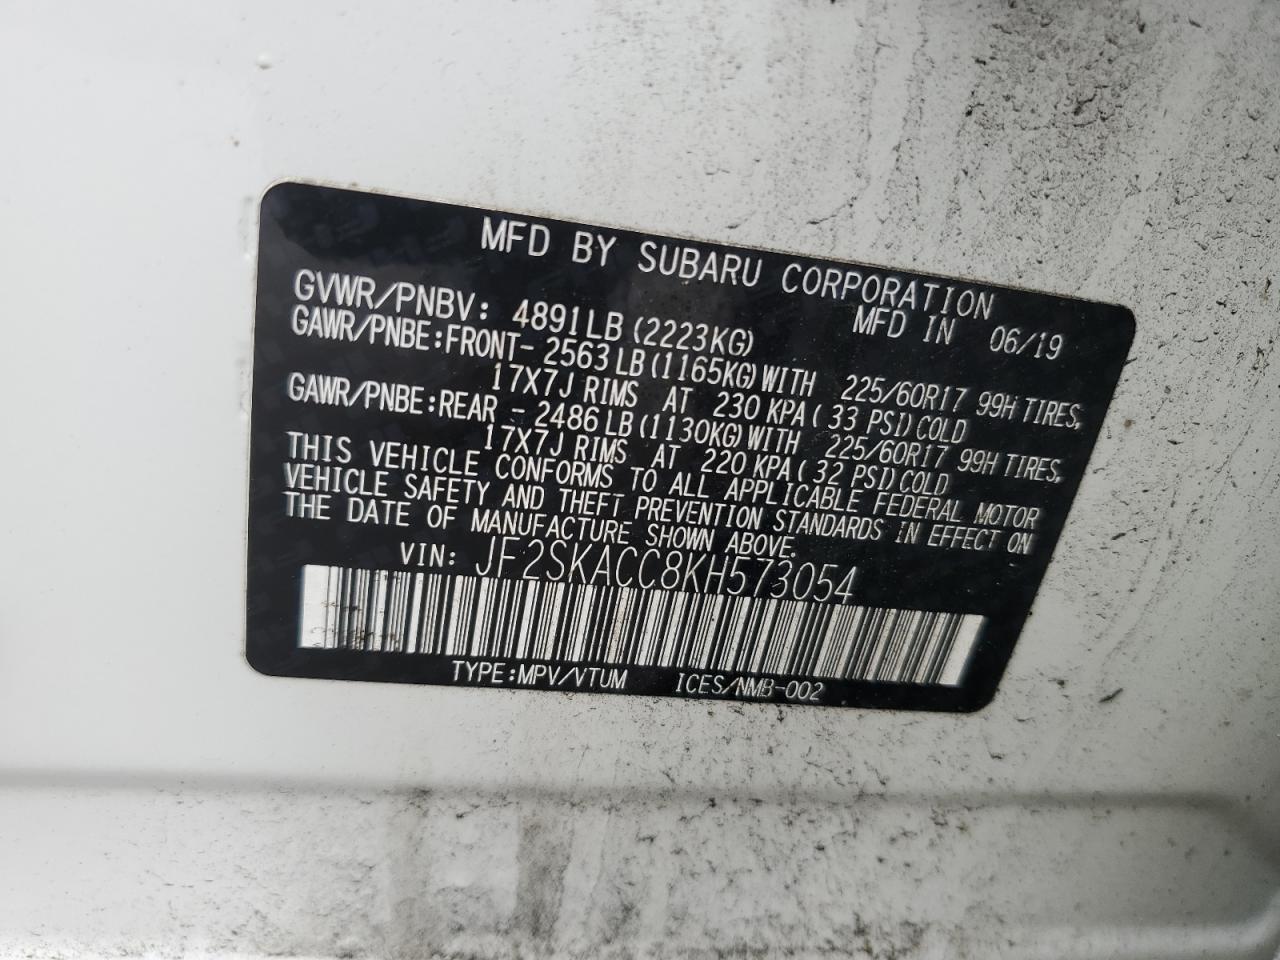 MFD BY SUBARU CORPORATION
GVWR/PNBV: 4891LB(2223KG) MFD IN 06/19
GAWR/PNBE:FRONT- 2563LB(1165KG)WITH 225/60R17 99H TIRES,
17X7J RIMS AT 230 KPA(33 PSI)COLD
GAWR/PNBE:REAR - 2486LB(1130KG)WITH 225/60R17 99H TIRES,
17X7J RIMS AT 220 KPA(32 PSI)COLD
THIS VEHICLE CONFORMS TO ALL APPLICABLE FEDERAL MOTOR
VEHICLE SAFETY AND THEFT PREVENTION STANDARDS IN EFFECT ON
THE DATE OF MANUFACTURE SHOWN ABOVE.
VIN: JF2SKACC8KH573054
TYPE:MPV/VTUM ICES/NMB-002